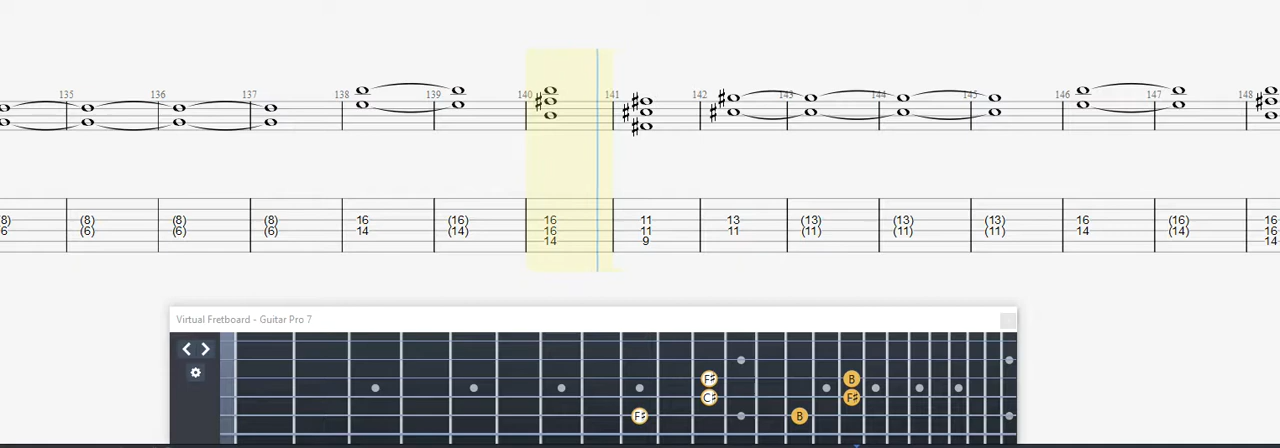 135 136 137 138 139 140 141 142 143 144 145 146 147 148
8) (8) (8) (8) 16 (16) 16 11 13 (13) (13) (13) 16 (16) 16
6) (6) (6) (6) 14 (14) 16 11 11 (11) (11) (11) 14 (14) 16
14 9 14
Virtual Fretboard - Guitar Pro 7
F♯ B
C♯ F♯
F♯ B